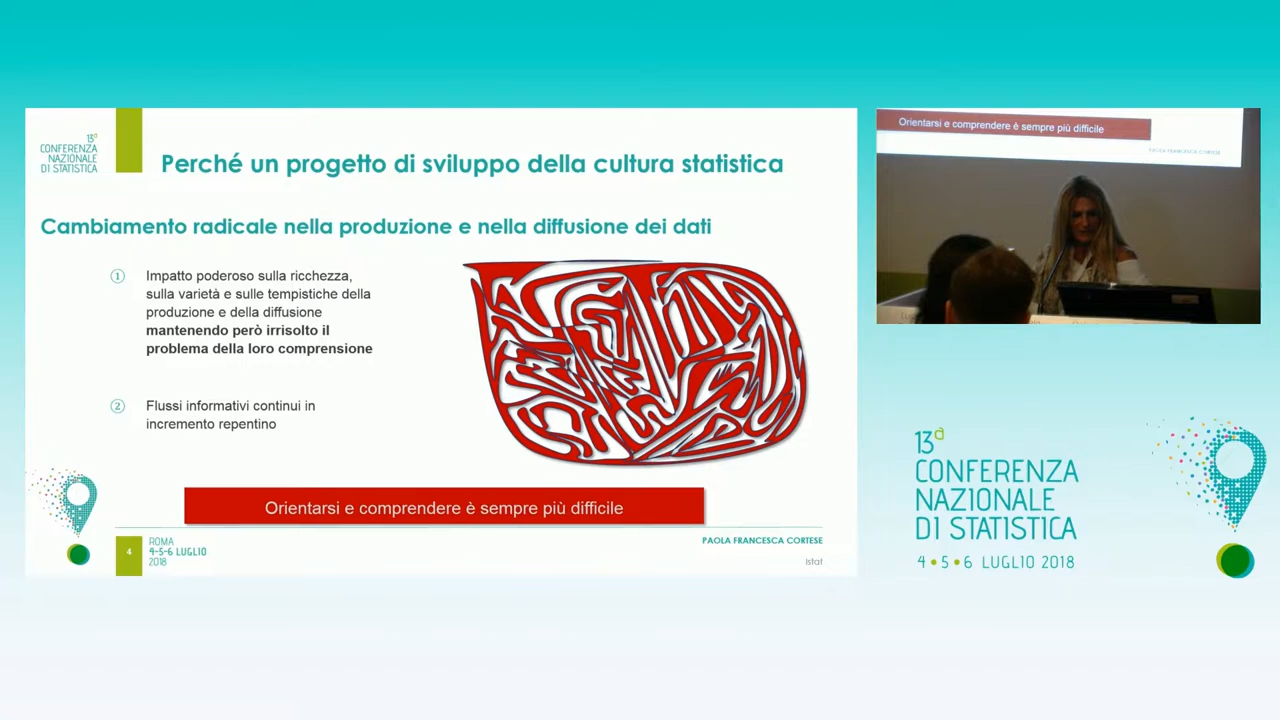 13ª
CONFERENZA
NAZIONALE
DI STATISTICA
Perché un progetto di sviluppo della cultura statistica
Cambiamento radicale nella produzione e nella diffusione dei dati
1 Impatto poderoso sulla ricchezza,
sulla varietà e sulle tempistiche della
produzione e della diffusione
mantenendo però irrisolto il
problema della loro comprensione
2 Flussi informativi continui in
incremento repentino
Orientarsi e comprendere è sempre più difficile
4
ROMA
4-5-6 LUGLIO
2018
PAOLA FRANCESCA CORTESE
Istat
Orientarsi e comprendere è sempre più difficile
PAOLA FRANCESCA CORTESE
13ª
CONFERENZA
NAZIONALE
DI STATISTICA
4 • 5 • 6 LUGLIO 2018